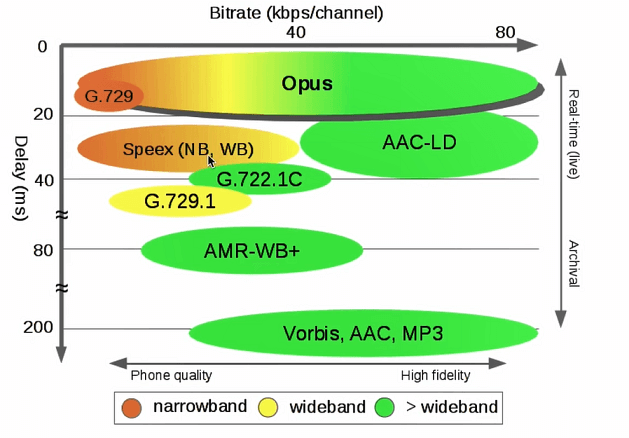 Bitrate (kbps/channel)
40
80
0
Opus
G.729
20
Speex (NB, WB)
AAC-LD
40
G.722.1C
G.729.1
≈
80
AMR-WB+
≈
200
Vorbis, AAC, MP3
Delay (ms)
Real-time (live)
Archival
Phone quality
High fidelity
narrowband
wideband
> wideband